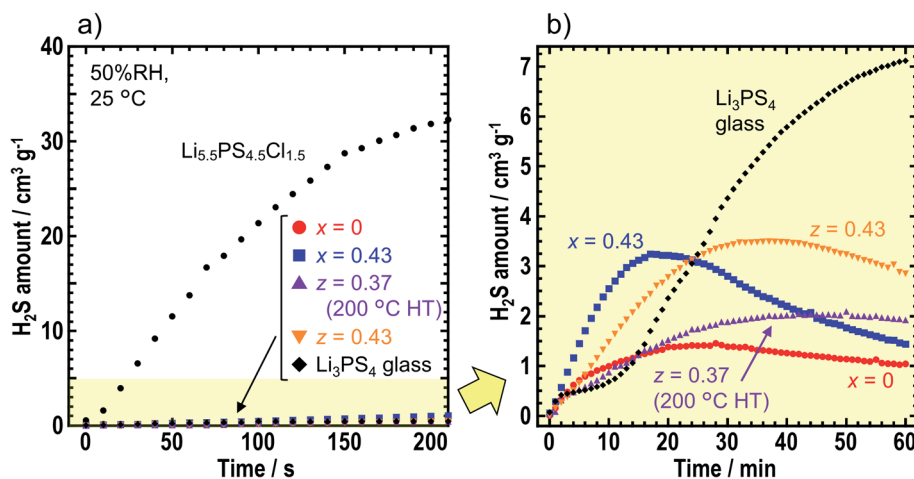 a)
40
30
20
10
0
H₂S amount / cm³ g⁻¹
50%RH,
25 °C
Li₅.₅PS₄.₅Cl₁.₅
x = 0
x = 0.43
z = 0.37
(200 °C HT)
z = 0.43
Li₃PS₄ glass
0 50 100 150 200
Time / s
b)
7
6
5
4
3
2
1
0
H₂S amount / cm³ g⁻¹
Li₃PS₄
glass
x = 0.43
z = 0.43
z = 0.37
(200 °C HT)
x = 0
0 10 20 30 40 50 60
Time / min